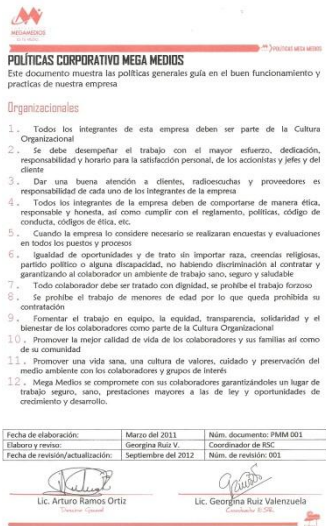 MEGAMEDIOS
POLÍTICAS MEGA MEDIOS
POLÍTICAS CORPORATIVO MEGA MEDIOS
Este documento muestra las políticas generales guía en el buen funcionamiento y
practicas de nuestra empresa
Organizacionales
1. Todos los integrantes de esta empresa deben ser parte de la Cultura
Organizacional
2. Se debe desempeñar el trabajo con el mayor esfuerzo, dedicación,
responsabilidad y horario para la satisfacción personal, de los accionistas y jefes y del
cliente
3. Dar una buena atención a clientes, radioescuchas y proveedores es
responsabilidad de cada uno de los integrantes de la empresa
4. Todos los integrantes de la empresa deben de comportarse de manera ética,
responsable y honesta, así como cumplir con el reglamento, políticas, código de
conducta, códigos de ética, etc.
5. Cuando la empresa lo considere necesario se realizaran encuestas y evaluaciones
en todos los puestos y procesos
6. Igualdad de oportunidades y de trato sin importar raza, creencias religiosas,
partido político o alguna discapacidad, no habiendo discriminación al contratar y
garantizando al colaborador un ambiente de trabajo sano, seguro y saludable
7. Todo colaborador debe ser tratado con dignidad, se prohíbe el trabajo forzoso
8. Se prohíbe el trabajo de menores de edad por lo que queda prohibida su
contratación
9. Fomentar el trabajo en equipo, la equidad, transparencia, solidaridad y el
bienestar de los colaboradores como parte de la Cultura Organizacional
10. Promover la mejor calidad de vida de los colaboradores y sus familias así como
de su comunidad
11. Promover una vida sana, una cultura de valores, cuidado y preservación del
medio ambiente con los colaboradores y grupos de interés
12. Mega Medios se compromete con sus colaboradores garantizándoles un lugar de
trabajo seguro, sano, prestaciones mayores a las de ley y oportunidades de
crecimiento y desarrollo.
Fecha de elaboración: Marzo del 2011 Núm. documento: PMM 001
Elaboro y reviso: Georgina Ruiz V. Coordinador de RSC
Fecha de revisión/actualización: Septiembre del 2012 Núm. de revisión: 001
Lic. Arturo Ramos Ortiz Lic. Georgina Ruiz Valenzuela
Director General Coordinador E.S.R.